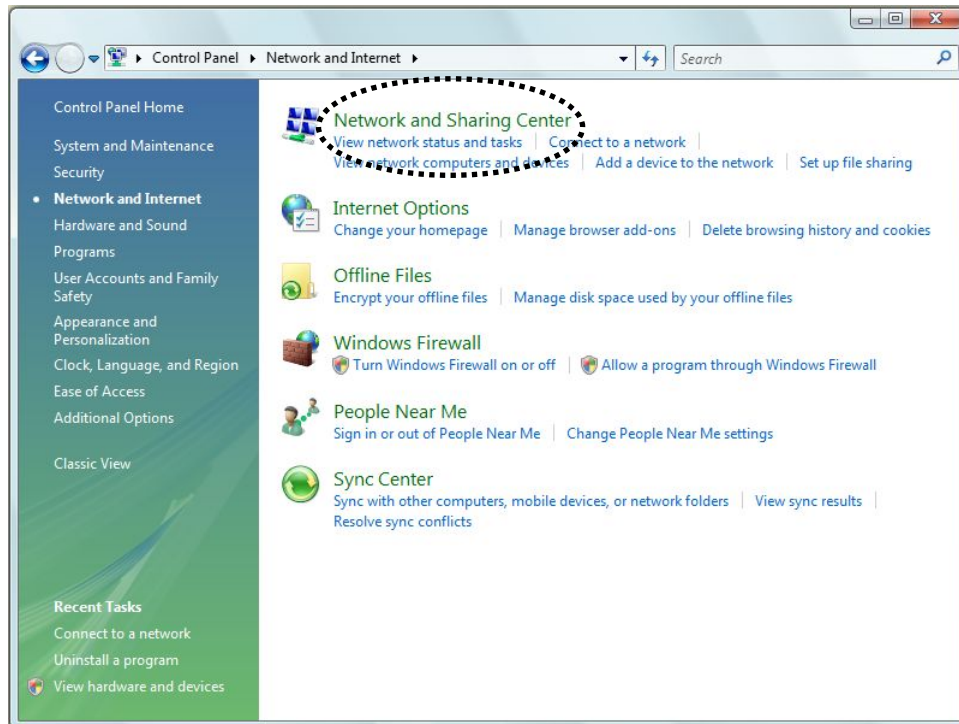 Control Panel Network and Internet Search
Control Panel Home
System and Maintenance
Security
Network and Internet
Hardware and Sound
Programs
User Accounts and Family
Safety
Appearance and
Personalization
Clock, Language, and Region
Ease of Access
Additional Options
Classic View
Recent Tasks
Connect to a network
Uninstall a program
View hardware and devices
Network and Sharing Center
View network status and tasks Connect to a network
View network computers and devices Add a device to the network Set up file sharing
Internet Options
Change your homepage Manage browser add-ons Delete browsing history and cookies
Offline Files
Encrypt your offline files Manage disk space used by your offline files
Windows Firewall
Turn Windows Firewall on or off Allow a program through Windows Firewall
People Near Me
Sign in or out of People Near Me Change People Near Me settings
Sync Center
Sync with other computers, mobile devices, or network folders View sync results
Resolve sync conflicts